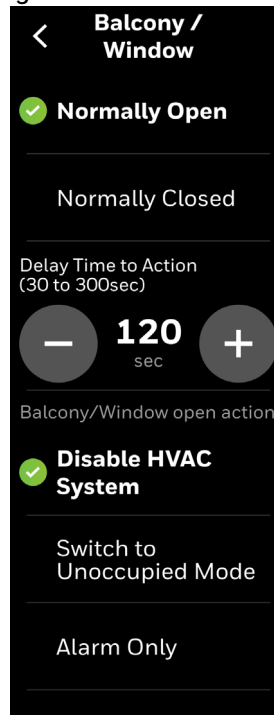 Balcony /
Window
Normally Open
Normally Closed
Delay Time to Action
(30 to 300sec)
120
sec
Balcony/Window open action
Disable HVAC
System
Switch to
Unoccupied Mode
Alarm Only